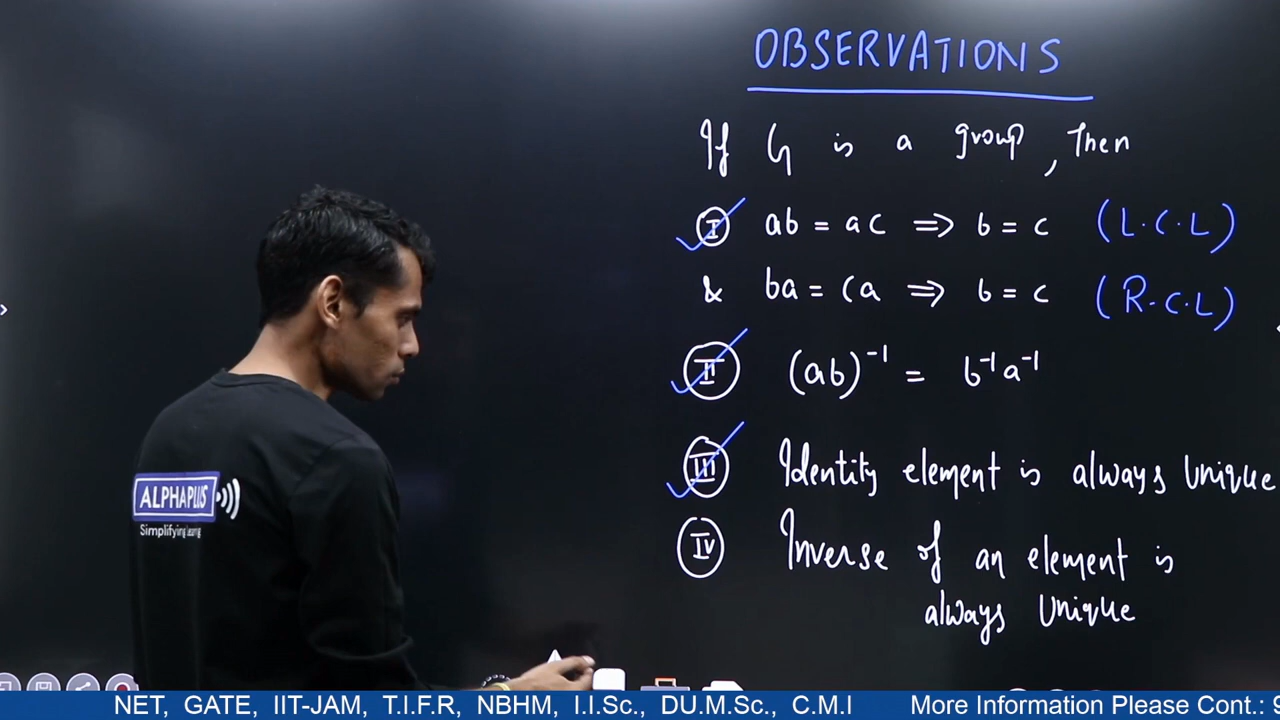 OBSERVATIONS
If G is a group, Then
I ab = ac ⇒ b = c (L.C.L)
& ba = ca ⇒ b = c (R.C.L)
II (ab)⁻¹ = b⁻¹a⁻¹
III Identity element is always Unique
IV Inverse of an element is
always Unique
ALPHAPLUS
Simplifying
NET, GATE, IIT-JAM, T.I.F.R, NBHM, I.I.Sc., DU.M.Sc., C.M.I More Information Please Cont.: 9